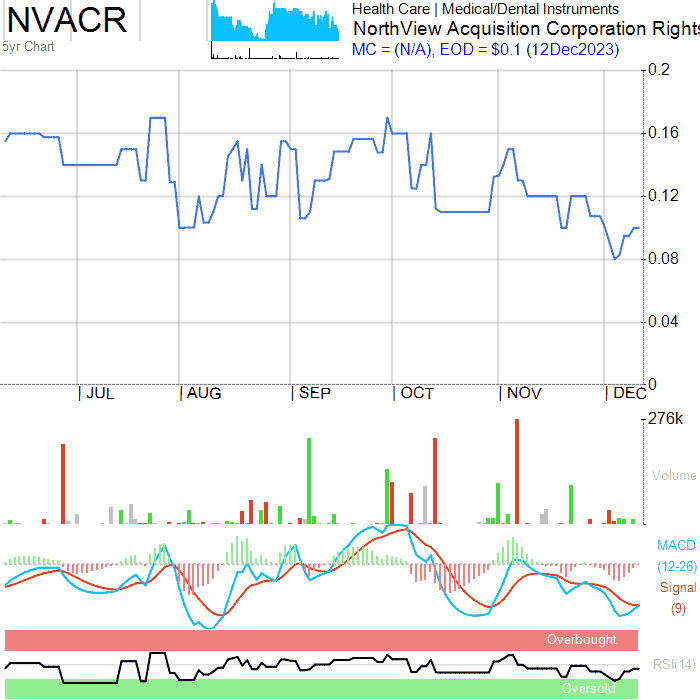 NVACR
5yr Chart
Health Care | Medical/Dental Instruments
NorthView Acquisition Corporation Rights
MC = (N/A), EOD = $0.1 (12Dec2023)
0.2
0.16
0.12
0.08
0.04
0
| JUL | AUG | SEP | OCT | NOV | DEC
276k
Volume
MACD
(12-26)
Signal
(9)
Overbought
RSI(14)
Oversold